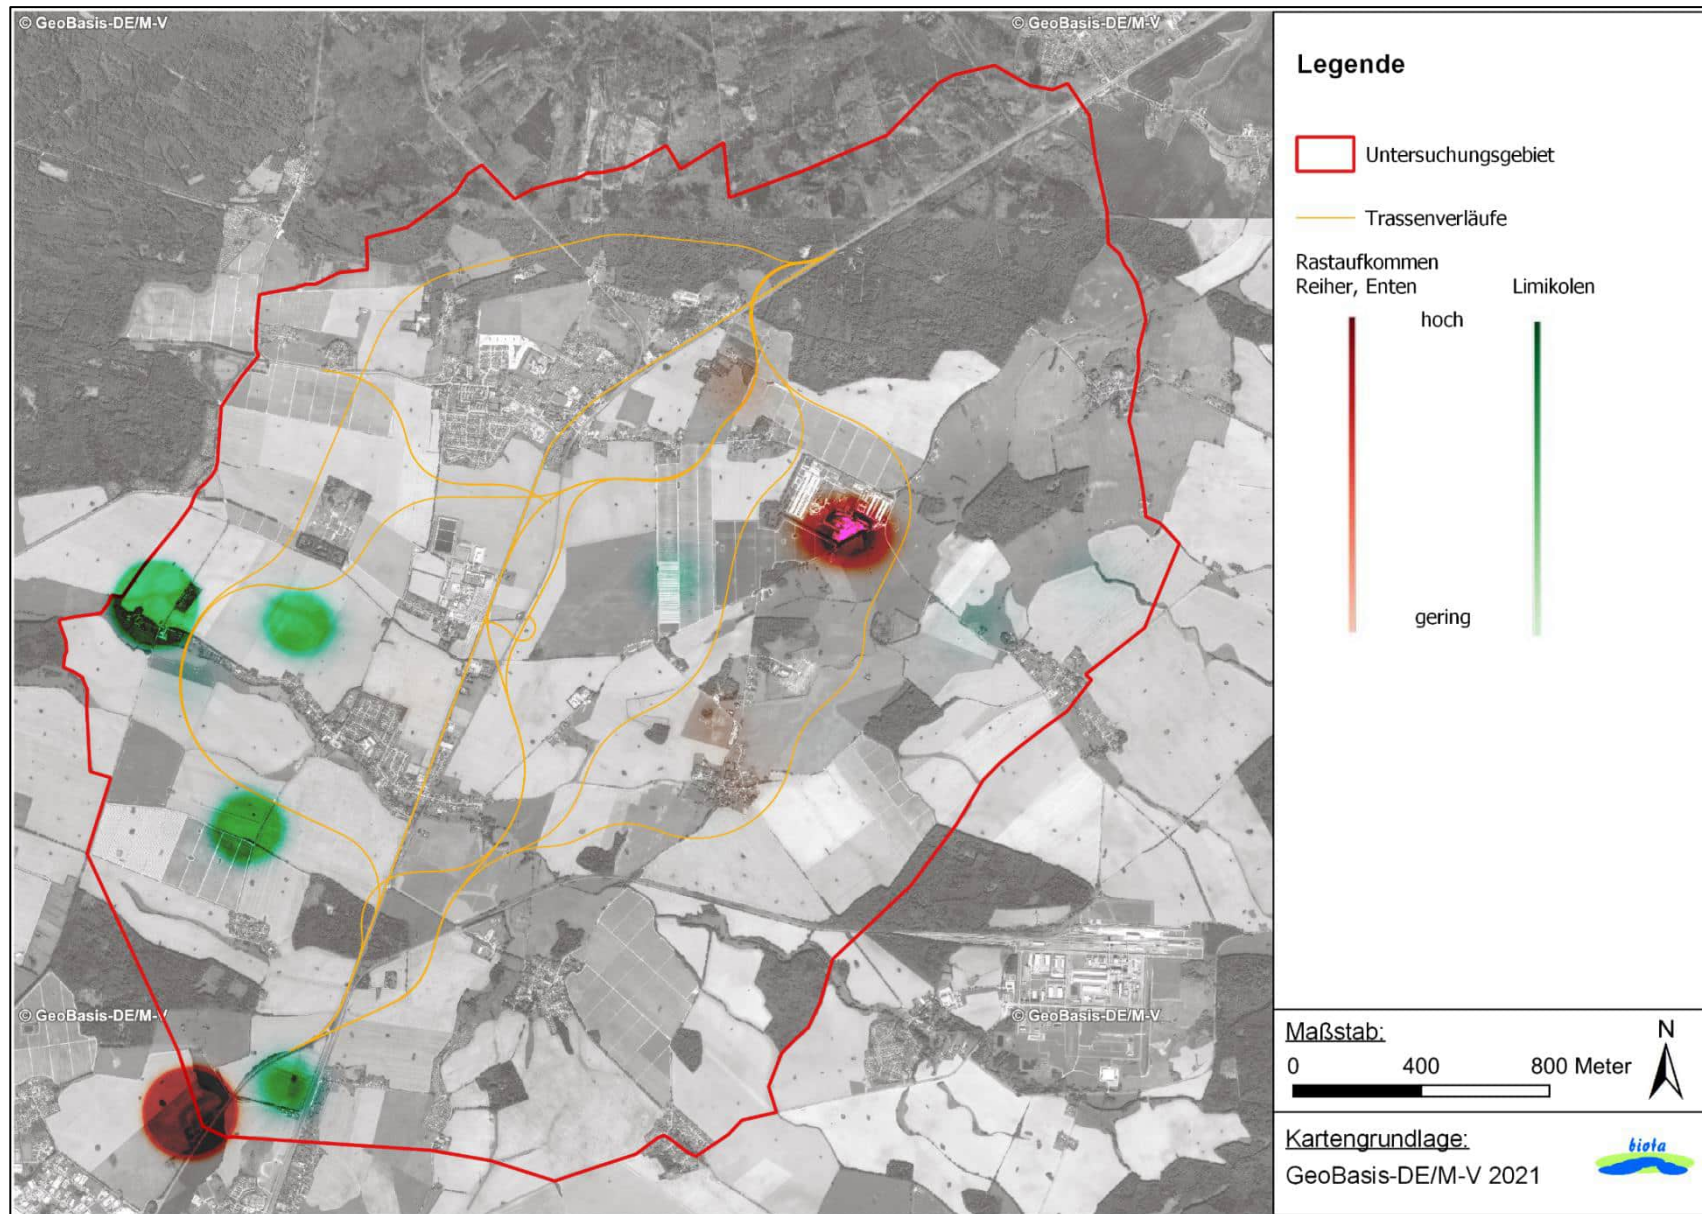 © GeoBasis-DE/M-V
© GeoBasis-DE/M-V
© GeoBasis-DE/M-V
© GeoBasis-DE/M-V
Legende
Untersuchungsgebiet
Trassenverläufe
Rastaufkommen
Reiher, Enten
Limikolen
hoch
gering
Maßstab:
N
0 400 800 Meter
Kartengrundlage:
biota
GeoBasis-DE/M-V 2021